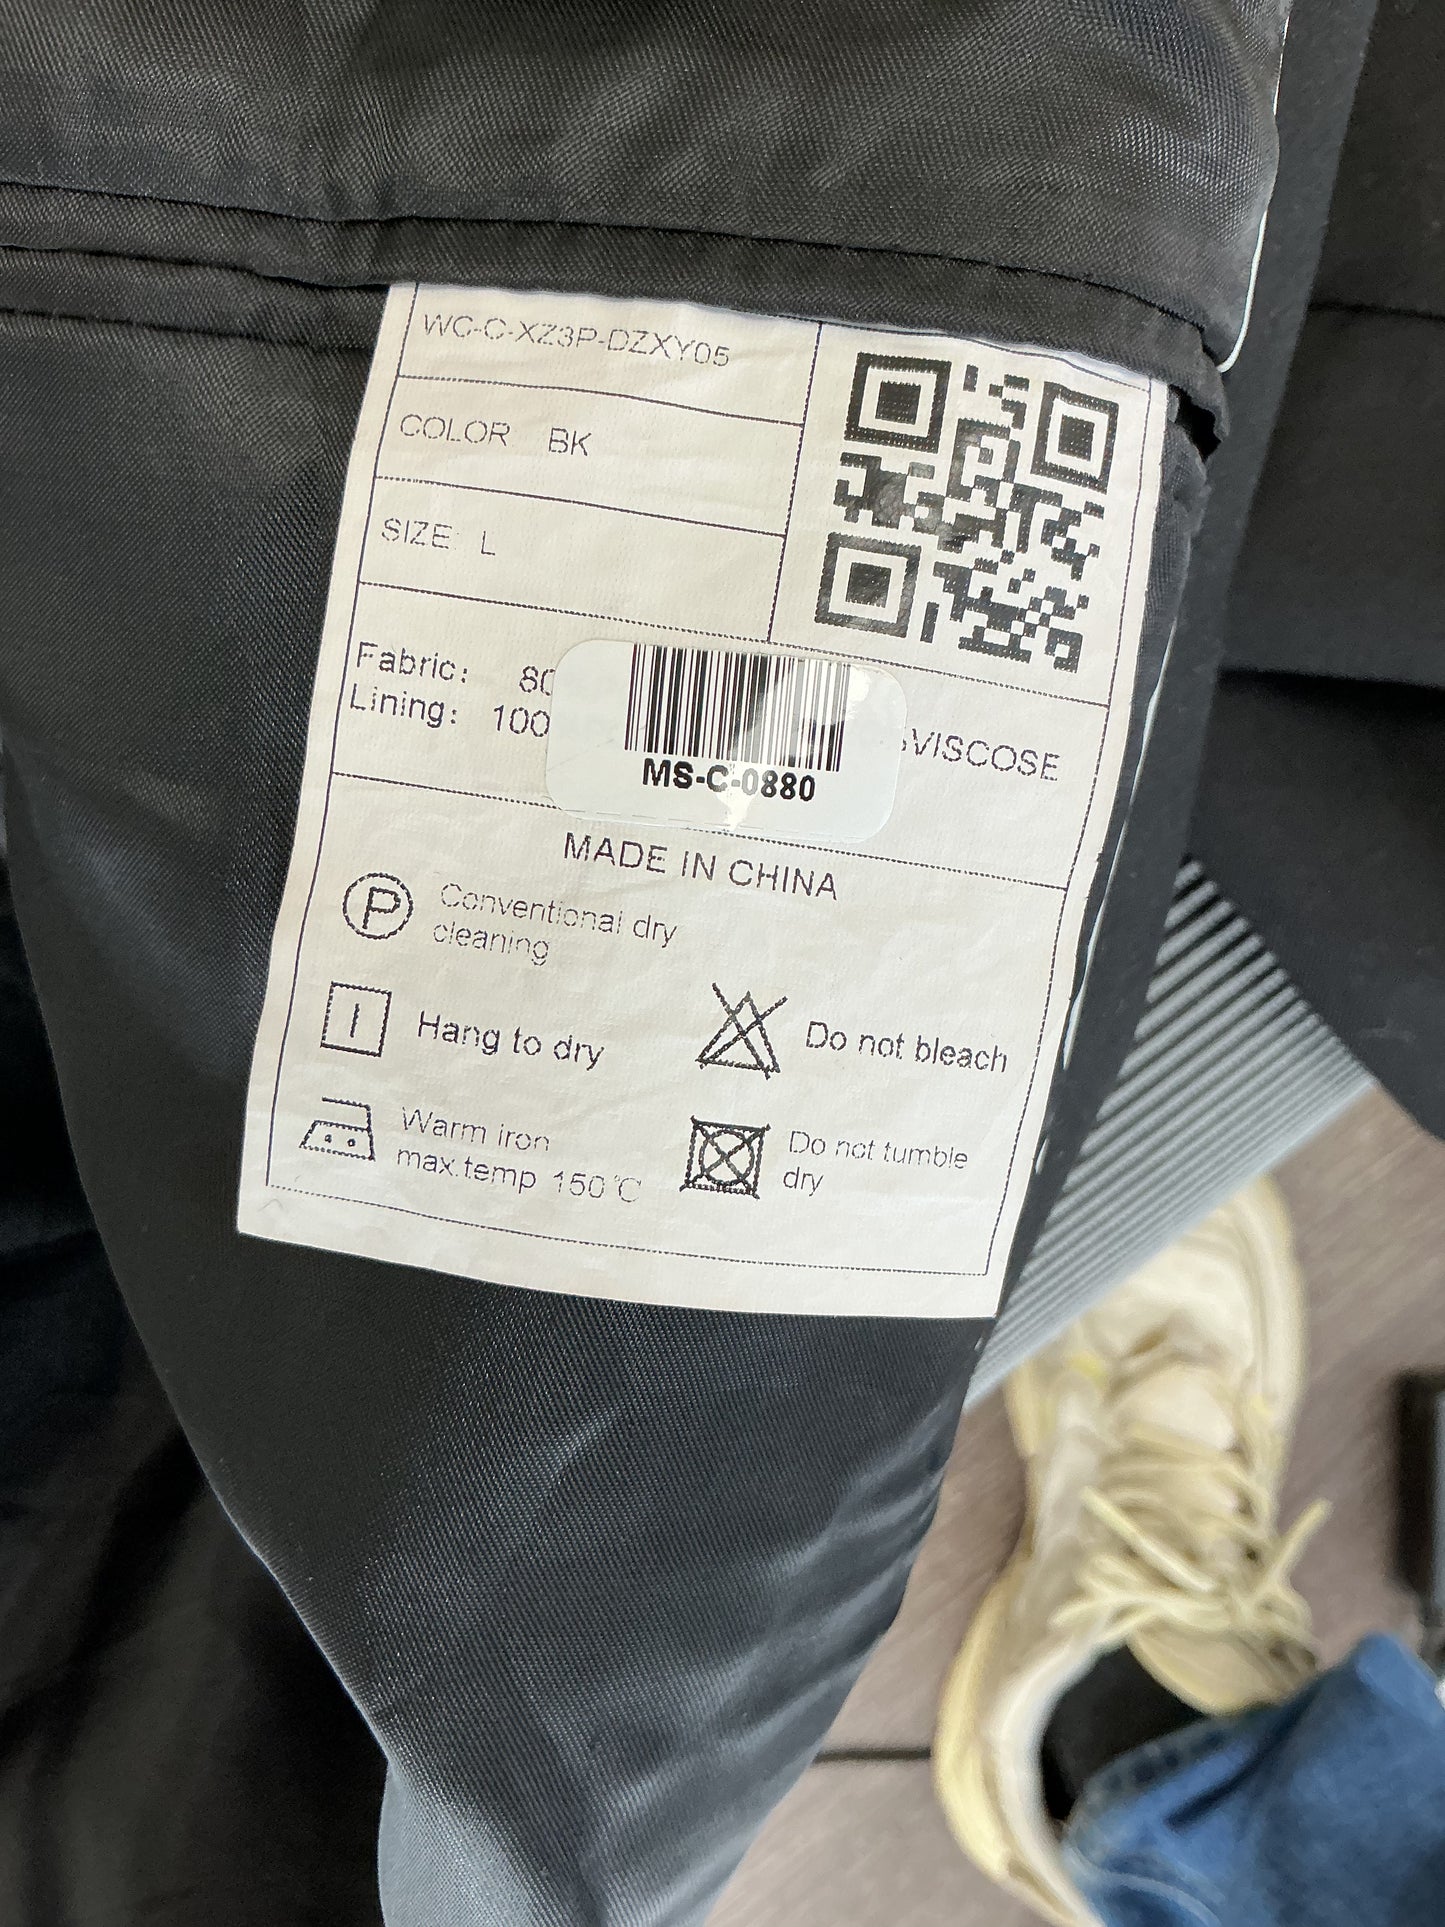 WC-C-XZ3P-DZXY05
COLOR BK
SIZE: L
Fabric: 80
VISCOSE
Lining: 100
MS-C-0880
MADE IN CHINA
P
Conventional dry
cleaning
Hang to dry
Do not bleach
Warm iron
max.temp 150℃
Do not tumble
dry